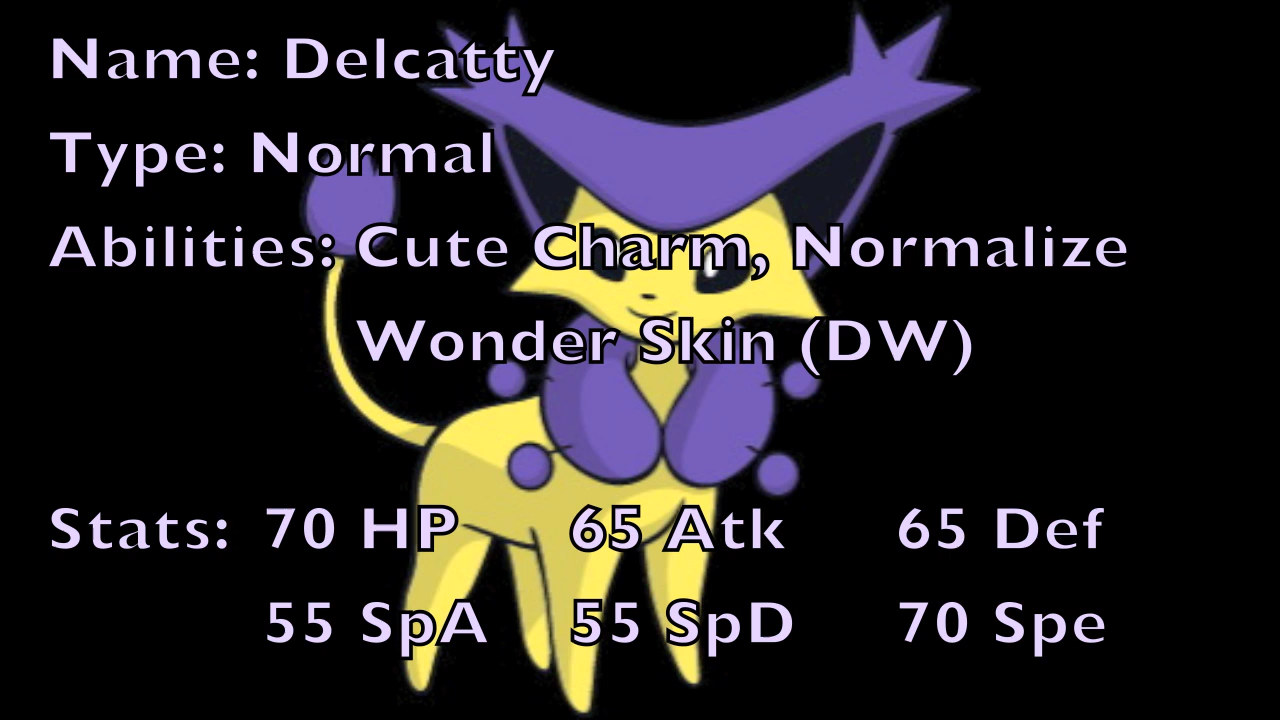 Name: Delcatty
Type: Normal
Abilities: Cute Charm, Normalize
Wonder Skin (DW)
Stats: 70 HP 65 Atk 65 Def
55 SpA 55 SpD 70 Spe